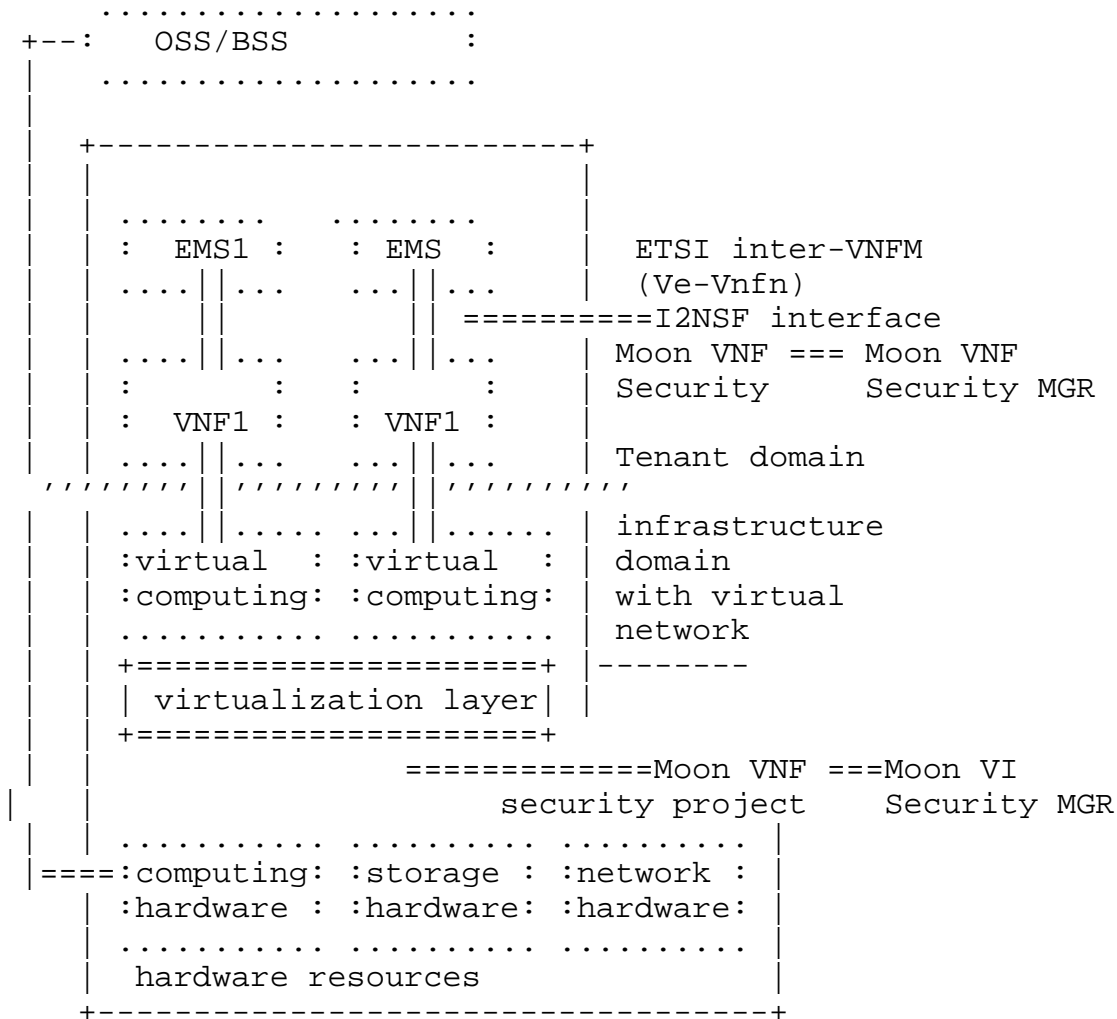 OSS/BSS
EMS1 EMS ETSI inter-VNFM
(Ve-Vnfn)
==========I2NSF interface
Moon VNF === Moon VNF
Security Security MGR
VNF1 VNF1
Tenant domain
infrastructure
virtual virtual domain
computing computing with virtual
network
virtualization layer
=============Moon VNF ===Moon VI
security project Security MGR
computing storage network
hardware hardware hardware
hardware resources